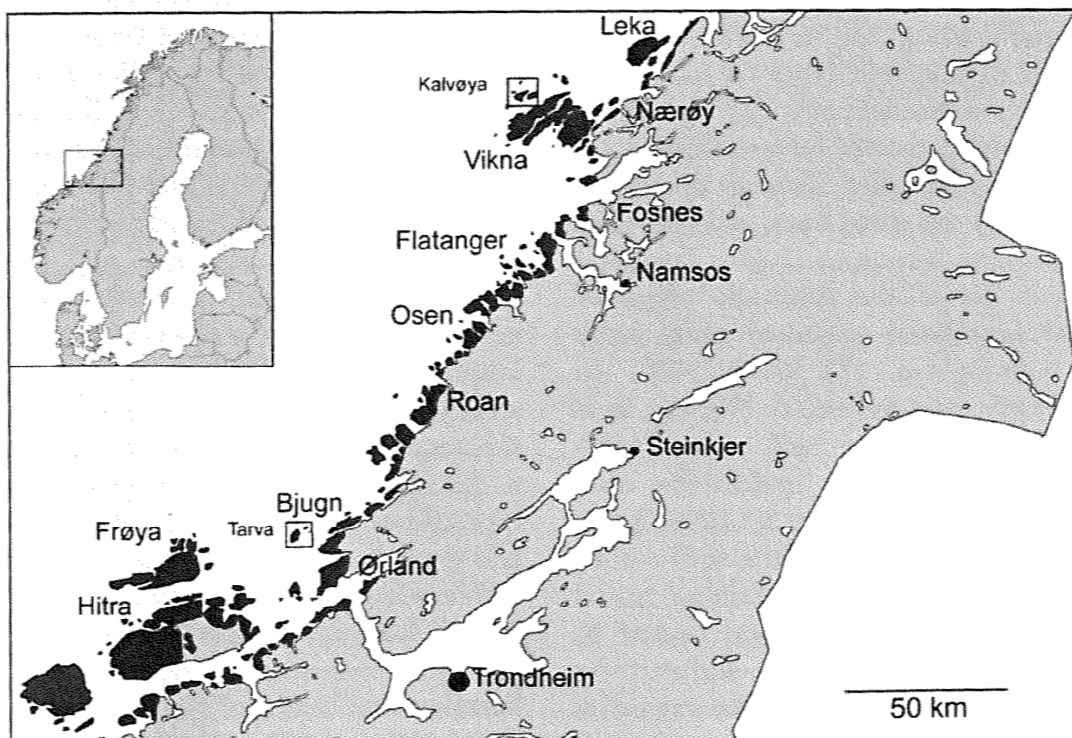 Leka
Kalvøya
Nærøy
Vikna
Fosnes
Flatanger
Namsos
Osen
Roan
Steinkjer
Bjugn
Frøya
Tarva
Ørland
Hitra
Trondheim
50 km